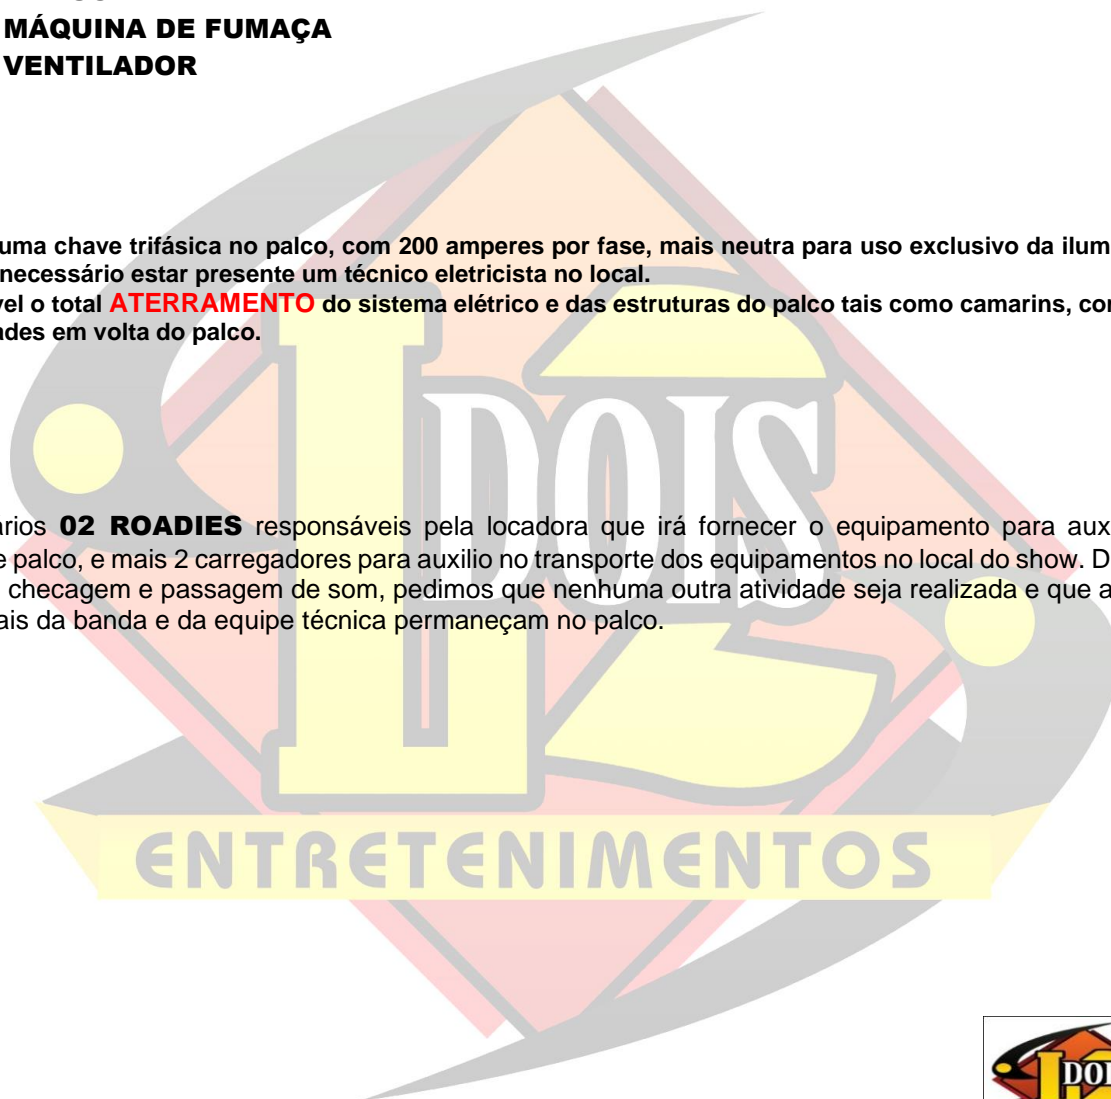 MÁQUINA DE FUMAÇA
VENTILADOR
uma chave trifásica no palco, com 200 amperes por fase, mais neutra para uso exclusivo da ilum
necessário estar presente um técnico eletricista no local.
vel o total ATERRAMENTO do sistema elétrico e das estruturas do palco tais como camarins, con
ades em volta do palco.
DOIS
arios 02 ROADIES responsáveis pela locadora que irá fornecer o equipamento para aux
e palco, e mais 2 carregadores para auxilio no transporte dos equipamentos no local do show. D
checagem e passagem de som, pedimos que nenhuma outra atividade seja realizada e que a
ais da banda e da equipe técnica permaneçam no palco.
L2
ENTRETENIMENTOS